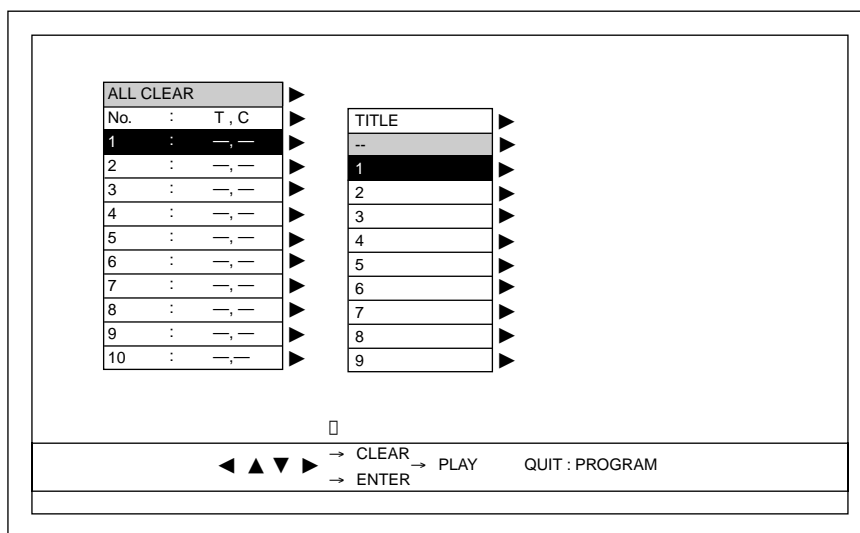 ALL CLEAR
No. : T , C
1 : —, —
2 : —, —
3 : —, —
4 : —, —
5 : —, —
6 : —, —
7 : —, —
8 : —, —
9 : —, —
10 : —,—
TITLE
--
1
2
3
4
5
6
7
8
9
◀ ▲ ▼ ▶ → CLEAR → PLAY QUIT : PROGRAM
→ ENTER